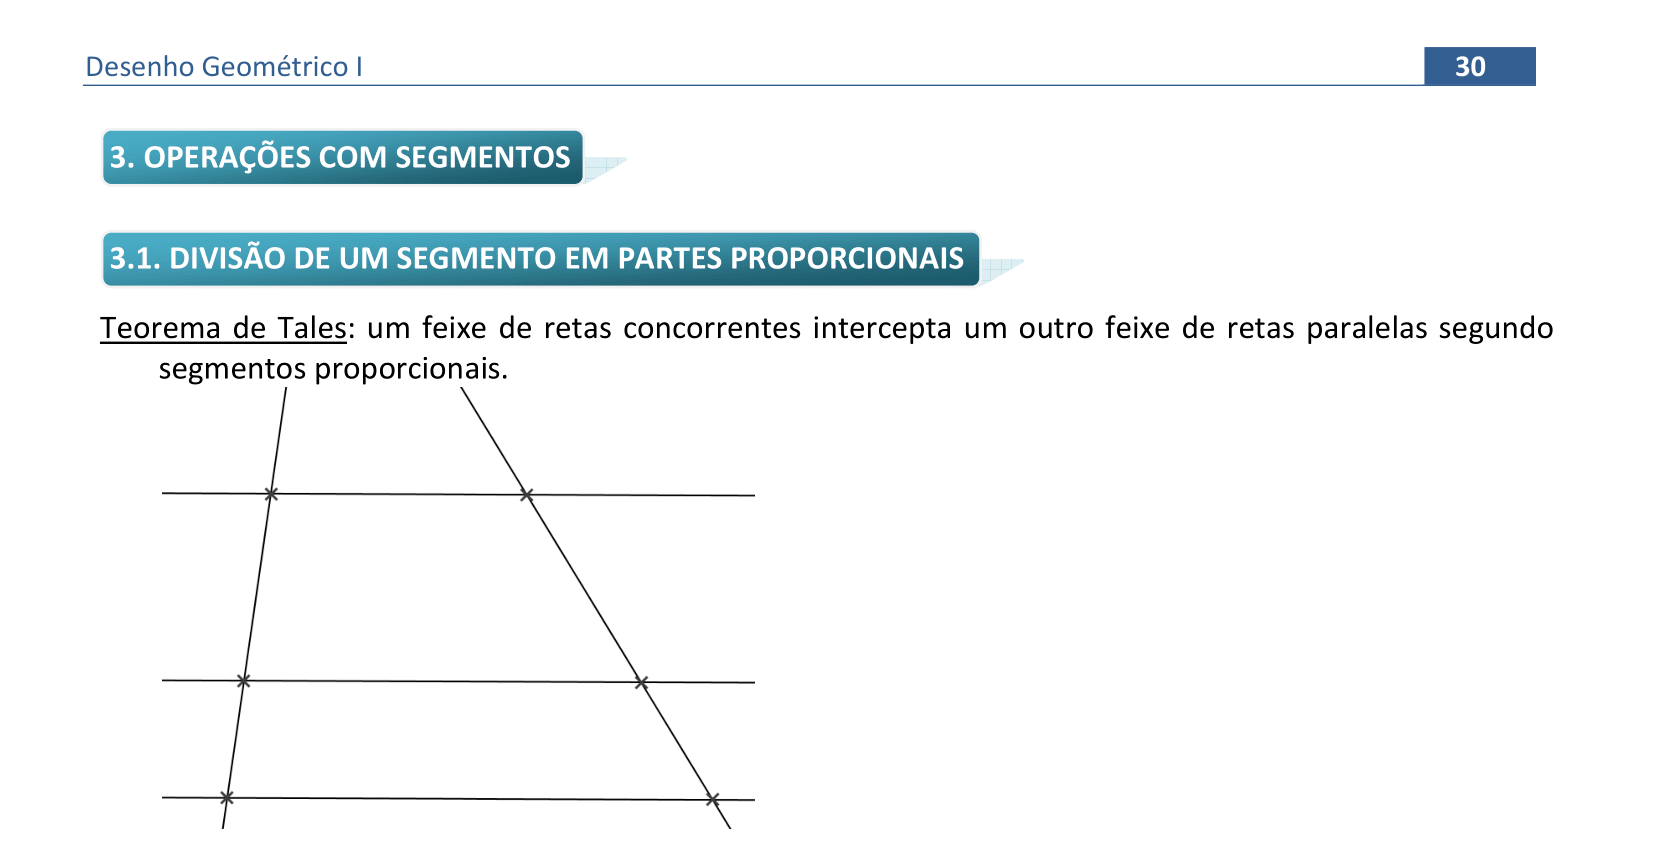 Desenho Geométrico I
30
3. OPERAÇÕES COM SEGMENTOS
3.1. DIVISÃO DE UM SEGMENTO EM PARTES PROPORCIONAIS
Teorema de Tales: um feixe de retas concorrentes intercepta um outro feixe de retas paralelas segundo
segmentos proporcionais.